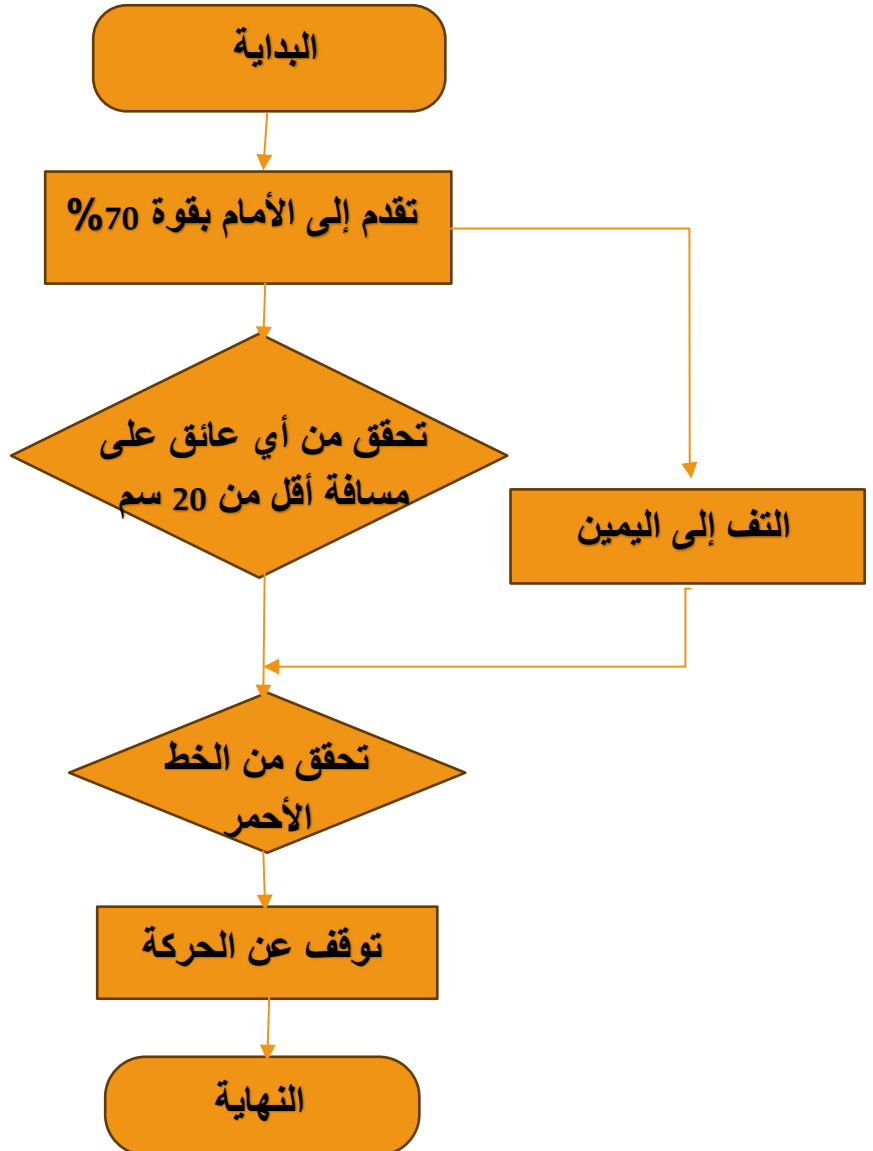 البداية
تقدم إلى الأمام بقوة 70%
تحقق من أي عائق على
مسافة أقل من 20 سم
التف إلى اليمين
تحقق من الخط
الأحمر
توقف عن الحركة
النهاية